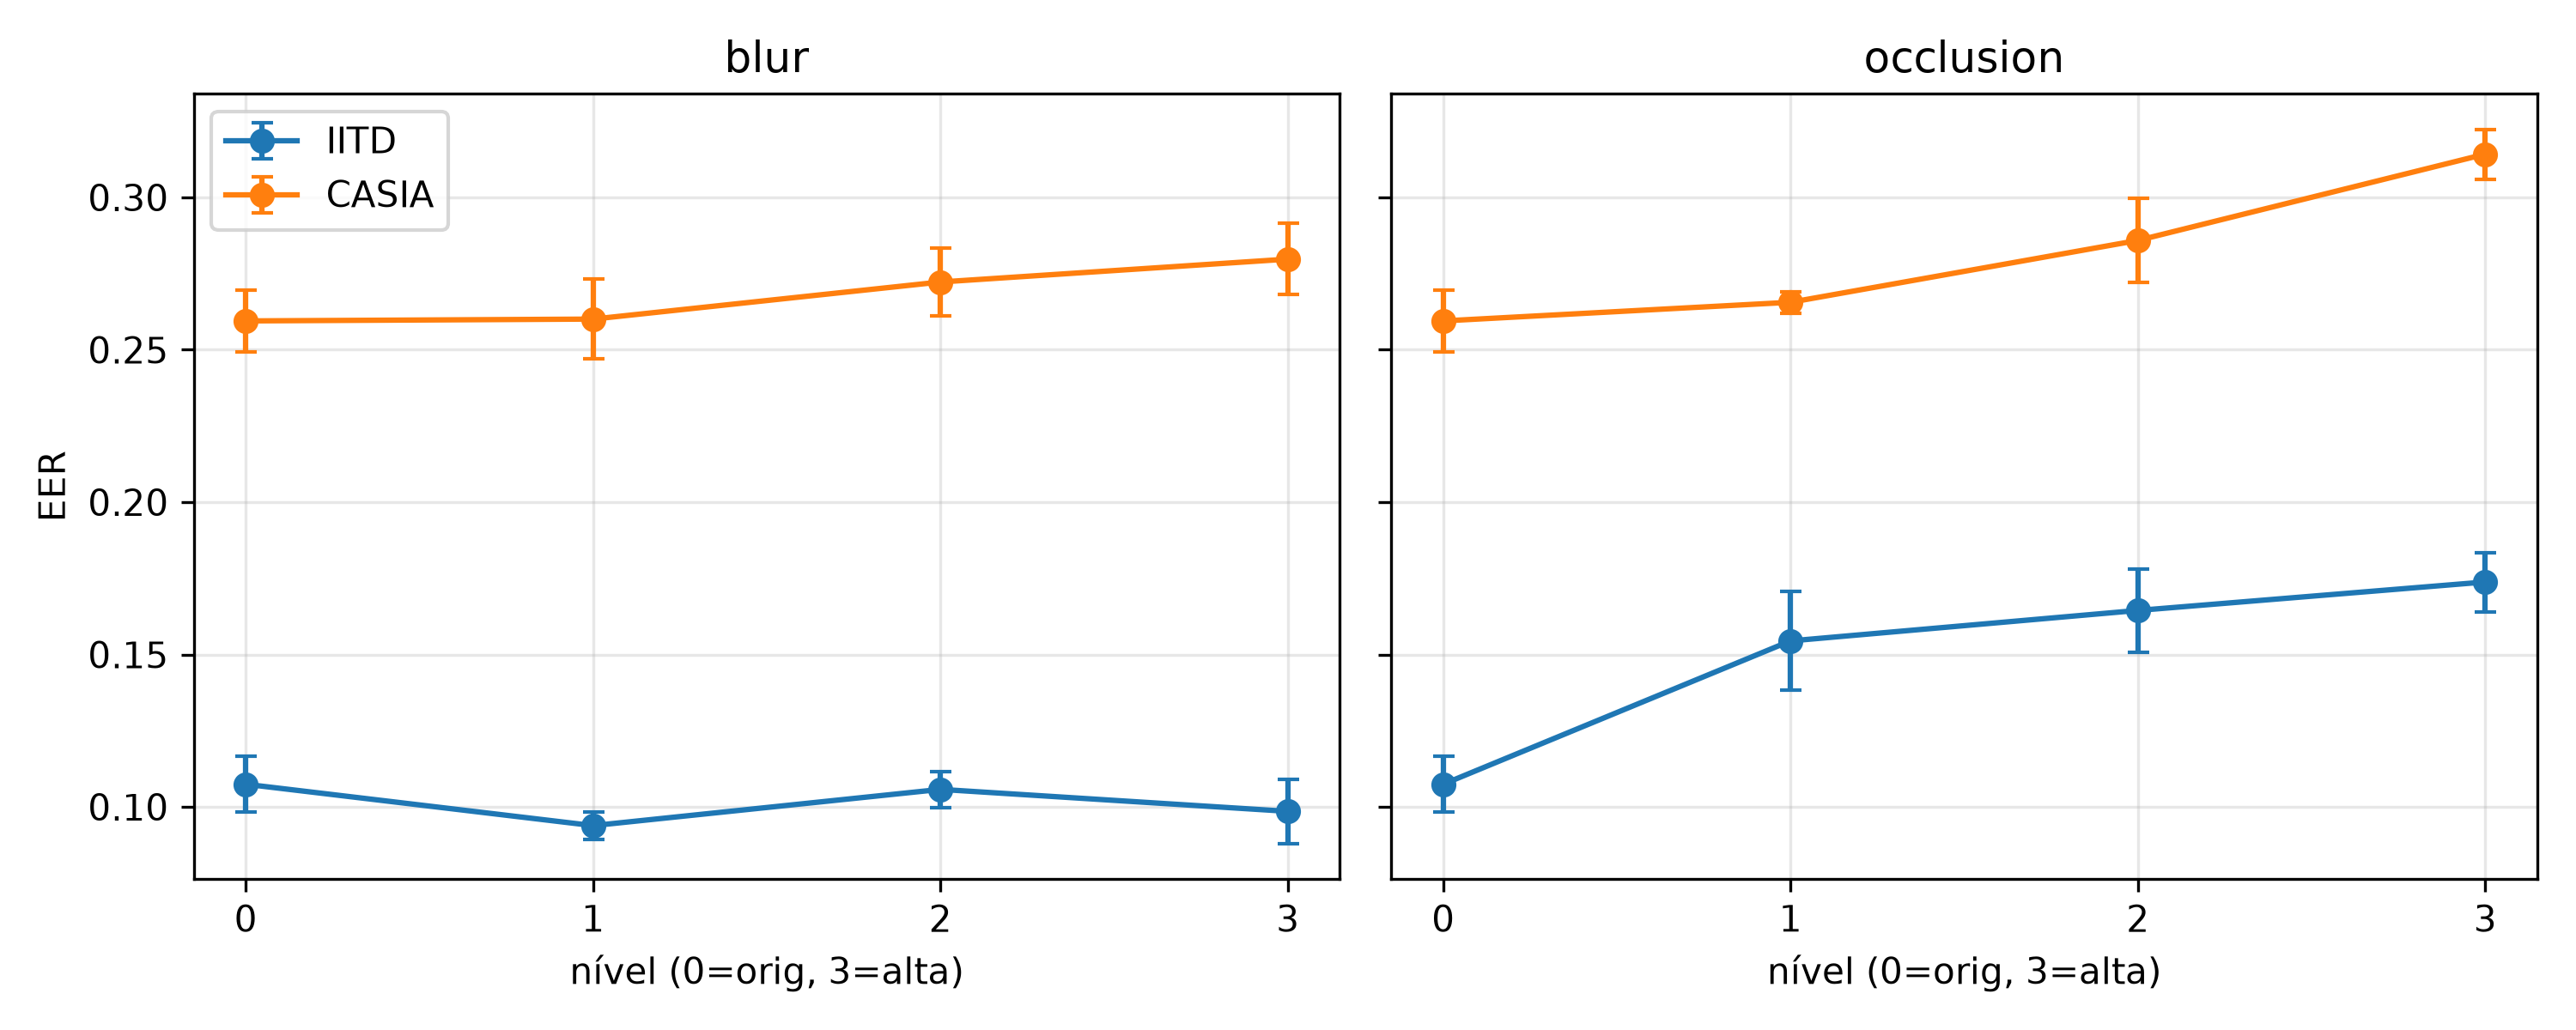 blur
IITD
CASIA
EER
0.30
0.25
0.20
0.15
0.10
0 1 2 3
nível (0=orig, 3=alta)
occlusion
0 1 2 3
nível (0=orig, 3=alta)